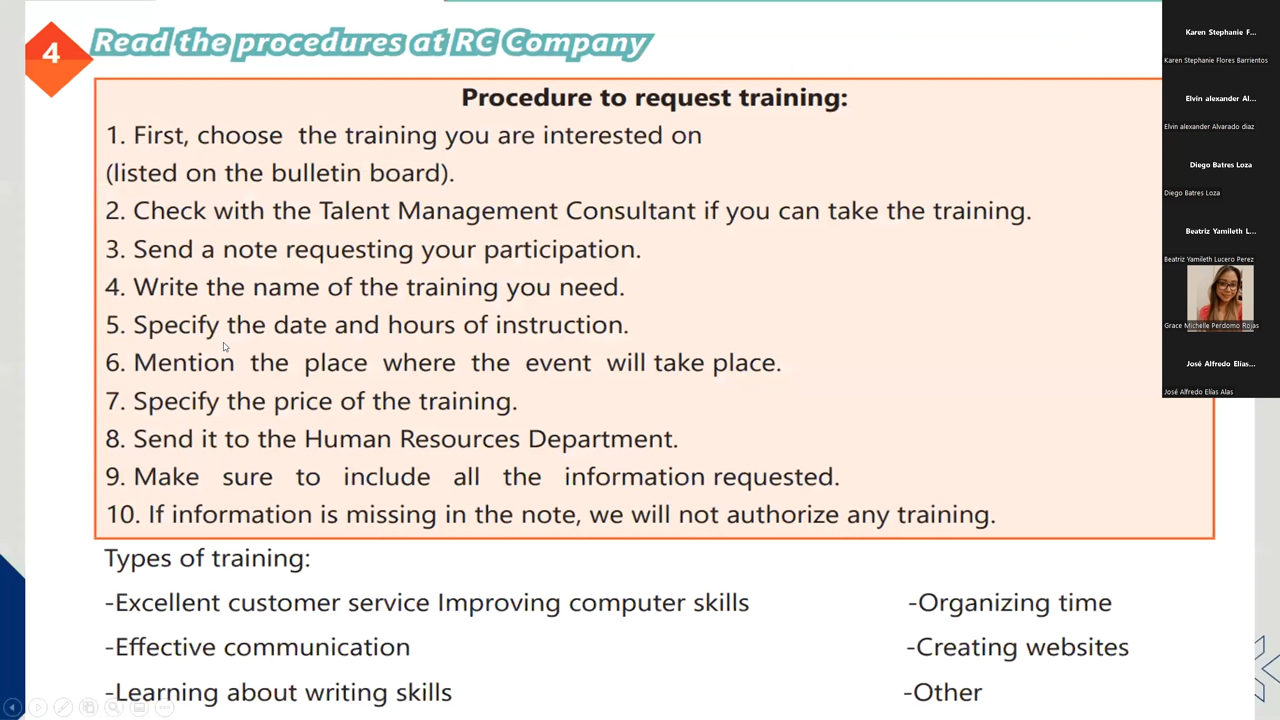 4
Read the procedures at RC Company
Procedure to request training:
1. First, choose the training you are interested on
(listed on the bulletin board).
2. Check with the Talent Management Consultant if you can take the training.
3. Send a note requesting your participation.
4. Write the name of the training you need.
5. Specify the date and hours of instruction.
6. Mention the place where the event will take place.
7. Specify the price of the training.
8. Send it to the Human Resources Department.
9. Make sure to include all the information requested.
10. If information is missing in the note, we will not authorize any training.
Types of training:
-Excellent customer service Improving computer skills
-Organizing time
-Effective communication
-Creating websites
-Learning about writing skills
-Other
Karen Stephanie F...
Karen Stephanie Flores Barrientos
Elvin alexander Al...
Elvin alexander Alvarado diaz
Diego Batres Loza
Diego Batres Loza
Beatriz Yamileth L...
Beatriz Yamileth Lucero Perez
Grace Michelle Perdomo Rojas
José Alfredo Elías...
José Alfredo Elías Alas